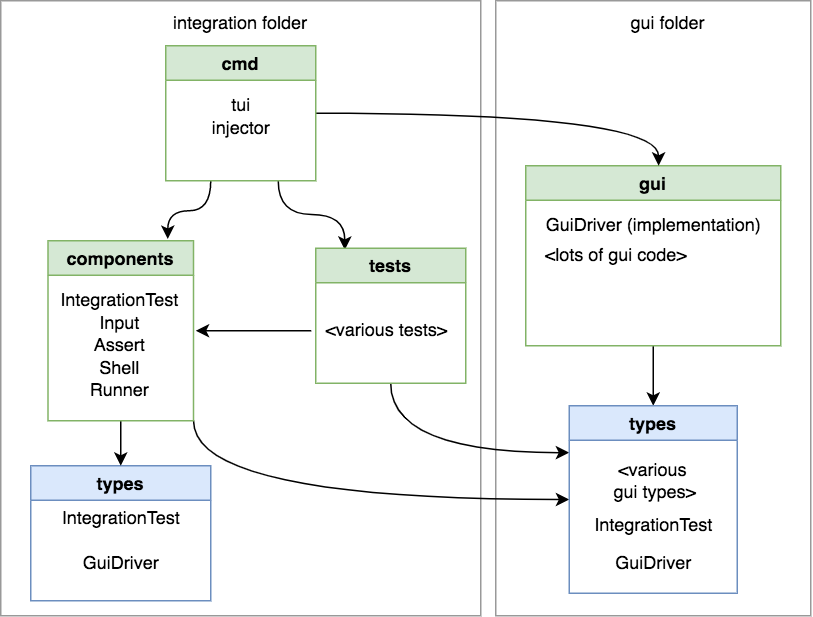 integration folder
cmd
tui
injector
components
IntegrationTest
Input
Assert
Shell
Runner
tests
<various tests>
types
IntegrationTest
GuiDriver
gui folder
gui
GuiDriver (implementation)
<lots of gui code>
types
<various
gui types>
IntegrationTest
GuiDriver